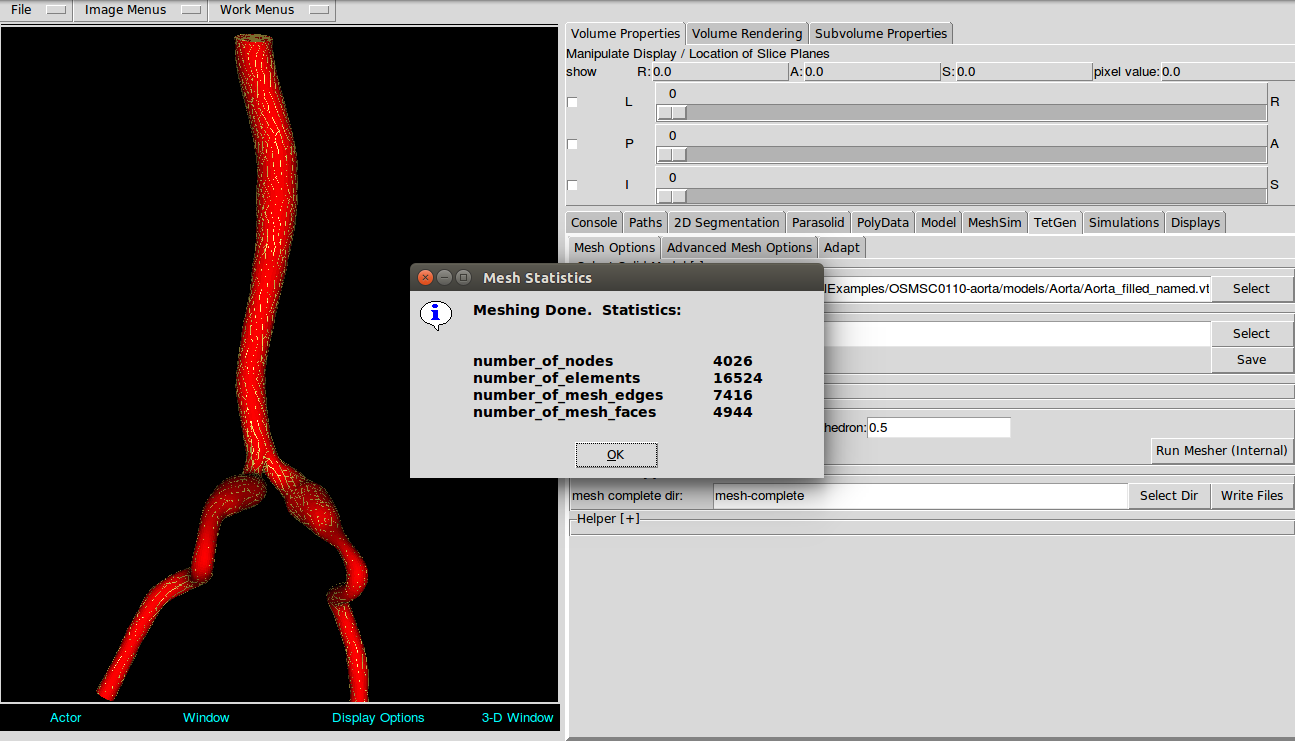 File Image Menus Work Menus
Volume Properties Volume Rendering Subvolume Properties
Manipulate Display / Location of Slice Planes
show R: 0.0 A: 0.0 S: 0.0 pixel value: 0.0
0
L R
0
P A
0
I S
Console Paths 2D Segmentation Parasolid PolyData Model MeshSim TetGen Simulations Displays
Mesh Options Advanced Mesh Options Adapt
Mesh Statistics
Examples/OSMSC0110-aorta/models/Aorta/Aorta_filled_named.vt Select
Meshing Done. Statistics:
Select
number_of_nodes 4026
Save
number_of_elements 16524
number_of_mesh_edges 7416
number_of_mesh_faces 4944
hedron: 0.5
Run Mesher (Internal)
OK
mesh complete dir: mesh-complete Select Dir Write Files
Helper [+]
Actor Window Display Options 3-D Window